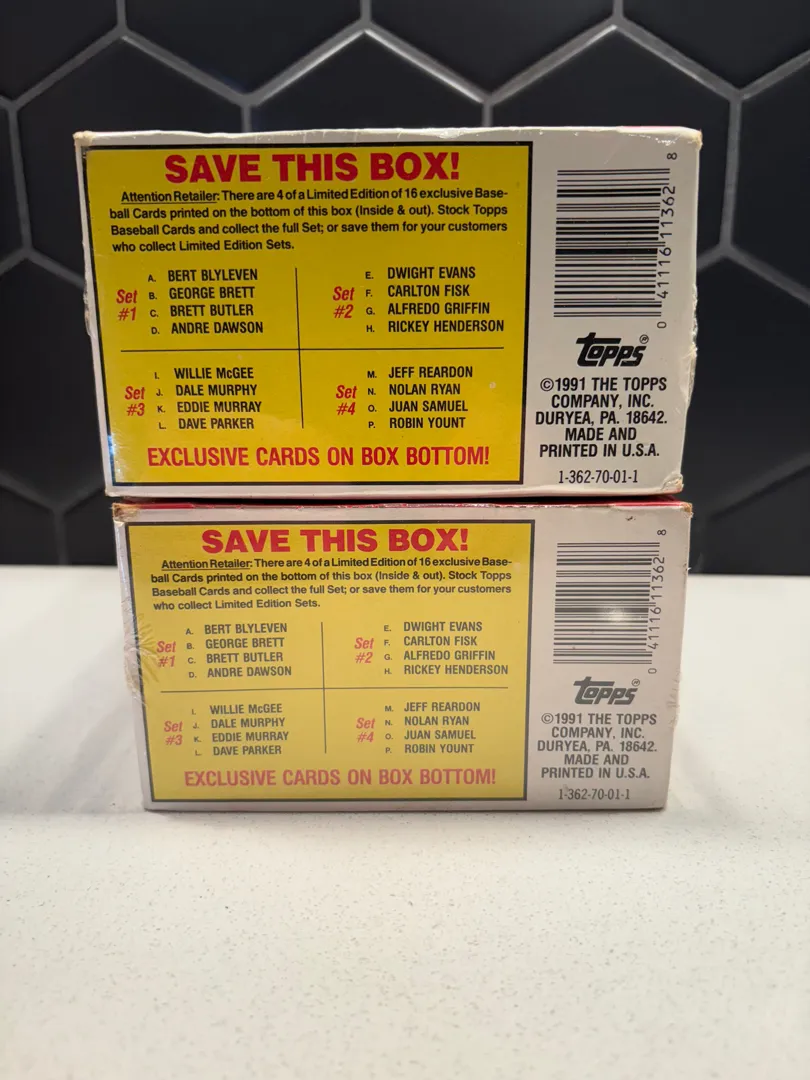 SAVE THIS BOX!
Attention Retailer: There are 4 of a Limited Edition of 16 exclusive Base-
ball Cards printed on the bottom of this box (Inside & out). Stock Topps
Baseball Cards and collect the full Set; or save them for your customers
who collect Limited Edition Sets.
Set #1
A. BERT BLYLEVEN
B. GEORGE BRETT
C. BRETT BUTLER
D. ANDRE DAWSON
Set #2
E. DWIGHT EVANS
F. CARLTON FISK
G. ALFREDO GRIFFIN
H. RICKEY HENDERSON
Set #3
I. WILLIE McGEE
J. DALE MURPHY
K. EDDIE MURRAY
L. DAVE PARKER
Set #4
M. JEFF REARDON
N. NOLAN RYAN
O. JUAN SAMUEL
P. ROBIN YOUNT
EXCLUSIVE CARDS ON BOX BOTTOM!
0 41116 11362 8
Topps
©1991 THE TOPPS
COMPANY, INC.
DURYEA, PA. 18642.
MADE AND
PRINTED IN U.S.A.
1-362-70-01-1
SAVE THIS BOX!
Attention Retailer: There are 4 of a Limited Edition of 16 exclusive Base-
ball Cards printed on the bottom of this box (Inside & out). Stock Topps
Baseball Cards and collect the full Set; or save them for your customers
who collect Limited Edition Sets.
Set #1
A. BERT BLYLEVEN
B. GEORGE BRETT
C. BRETT BUTLER
D. ANDRE DAWSON
Set #2
E. DWIGHT EVANS
F. CARLTON FISK
G. ALFREDO GRIFFIN
H. RICKEY HENDERSON
Set #3
I. WILLIE McGEE
J. DALE MURPHY
K. EDDIE MURRAY
L. DAVE PARKER
Set #4
M. JEFF REARDON
N. NOLAN RYAN
O. JUAN SAMUEL
P. ROBIN YOUNT
EXCLUSIVE CARDS ON BOX BOTTOM!
0 41116 11362 8
Topps
©1991 THE TOPPS
COMPANY, INC.
DURYEA, PA. 18642.
MADE AND
PRINTED IN U.S.A.
1-362-70-01-1